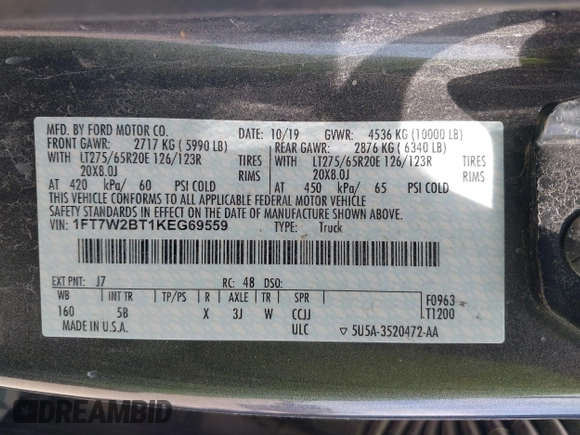 MFD. BY FORD MOTOR CO. 10/19 GVWR: 4536 KG (10000 LB)
FRONT GAWR: 2717 KG ( 5990 LB) REAR GAWR: 2876 KG ( 6340 LB)
WITH LT275/65R20E 126/123R TIRES WITH LT275/65R20E 126/123R TIRES
20X8.0J RIMS 20X8.0J RIMS
AT 420 kPa/ 60 PSI COLD AT 450 kPa/ 65 PSI COLD
THIS VEHICLE CONFORMS TO ALL APPLICABLE FEDERAL MOTOR VEHICLE
SAFETY STANDARDS IN EFFECT ON THE DATE OF MANUFACTURE SHOWN ABOVE.
VIN: 1FT7W2BT1KEG69559 TYPE: Truck
EXT PNT: J7 RC: 48 DSO:
WB INT TR TP/PS R AXLE TR SPR F0963
160 5B X 3J W CCJJ T1200
MADE IN U.S.A. ULC ▽ 5U5A-3520472-AA
DREAMBID